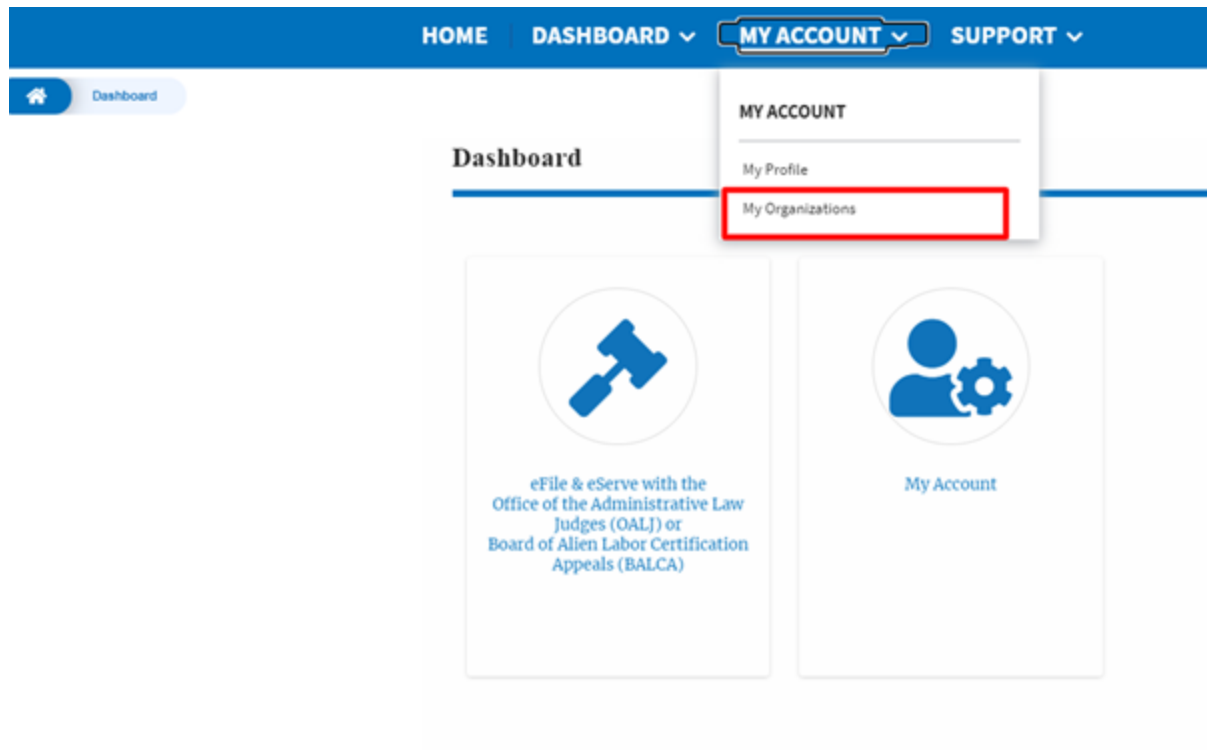 HOME DASHBOARD MY ACCOUNT SUPPORT
Dashboard
MY ACCOUNT
Dashboard
My Profile
My Organizations
eFile & eServe with the
Office of the Administrative Law
Judges (OALJ) or
Board of Alien Labor Certification
Appeals (BALCA)
My Account